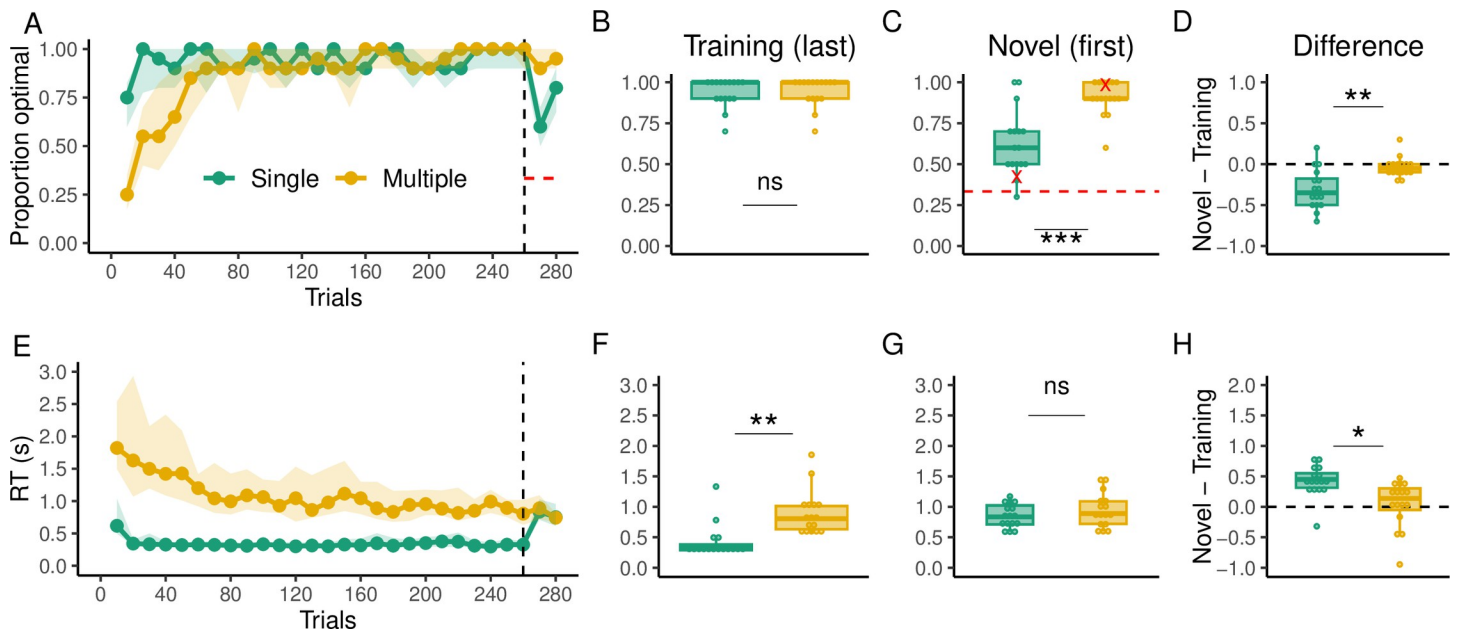 A
Proportion optimal
1.00
0.75
0.50
0.25
0.00
Single
Multiple
0 40 80 120 160 200 240 280
Trials
B
Training (last)
1.00
0.75
0.50
0.25
0.00
ns
C
Novel (first)
1.00
0.75
0.50
0.25
0.00
X
X
***
D
Difference
Novel − Training
1.0
0.5
0.0
−0.5
−1.0
**
E
RT (s)
3.0
2.5
2.0
1.5
1.0
0.5
0.0
0 40 80 120 160 200 240 280
Trials
F
3.0
2.5
2.0
1.5
1.0
0.5
0.0
**
G
3.0
2.5
2.0
1.5
1.0
0.5
0.0
ns
H
Novel − Training
2.0
1.5
1.0
0.5
0.0
−0.5
−1.0
*